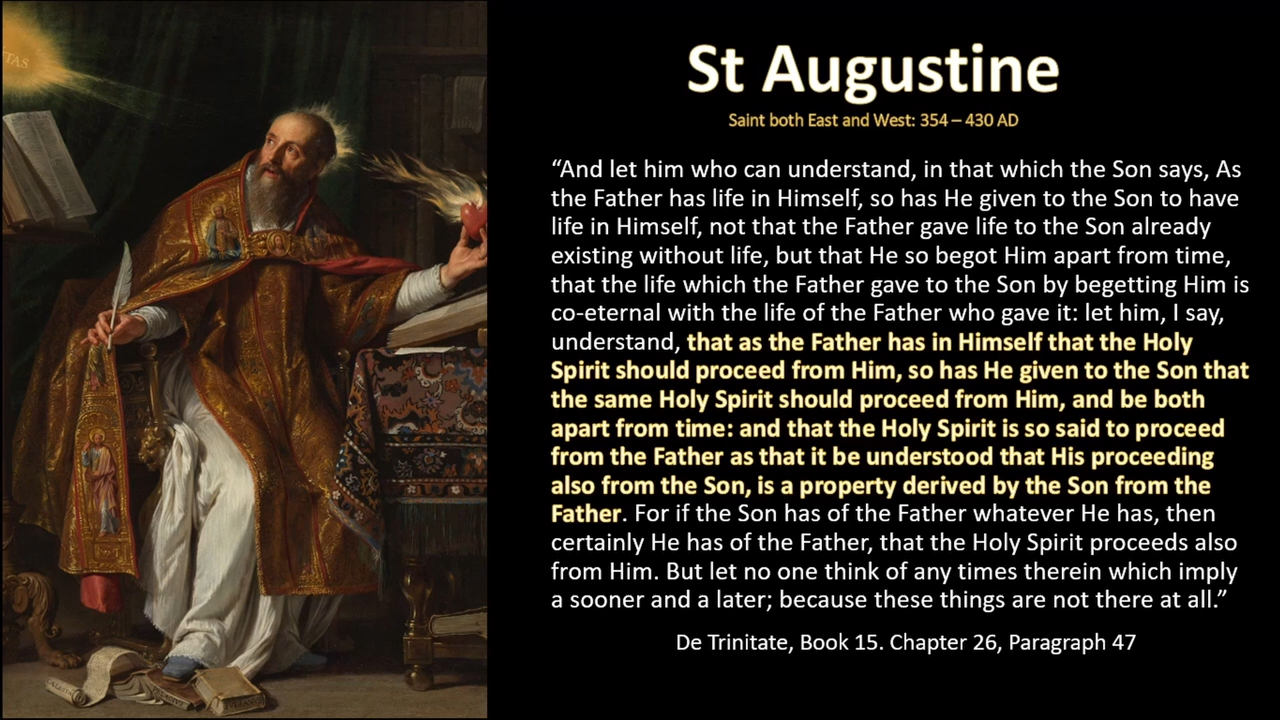 TAS
St Augustine
Saint both East and West: 354 – 430 AD
“And let him who can understand, in that which the Son says, As
the Father has life in Himself, so has He given to the Son to have
life in Himself, not that the Father gave life to the Son already
existing without life, but that He so begot Him apart from time,
that the life which the Father gave to the Son by begetting Him is
co-eternal with the life of the Father who gave it: let him, I say,
understand, that as the Father has in Himself that the Holy
Spirit should proceed from Him, so has He given to the Son that
the same Holy Spirit should proceed from Him, and be both
apart from time: and that the Holy Spirit is so said to proceed
from the Father as that it be understood that His proceeding
also from the Son, is a property derived by the Son from the
Father. For if the Son has of the Father whatever He has, then
certainly He has of the Father, that the Holy Spirit proceeds also
from Him. But let no one think of any times therein which imply
a sooner and a later; because these things are not there at all.”
De Trinitate, Book 15. Chapter 26, Paragraph 47